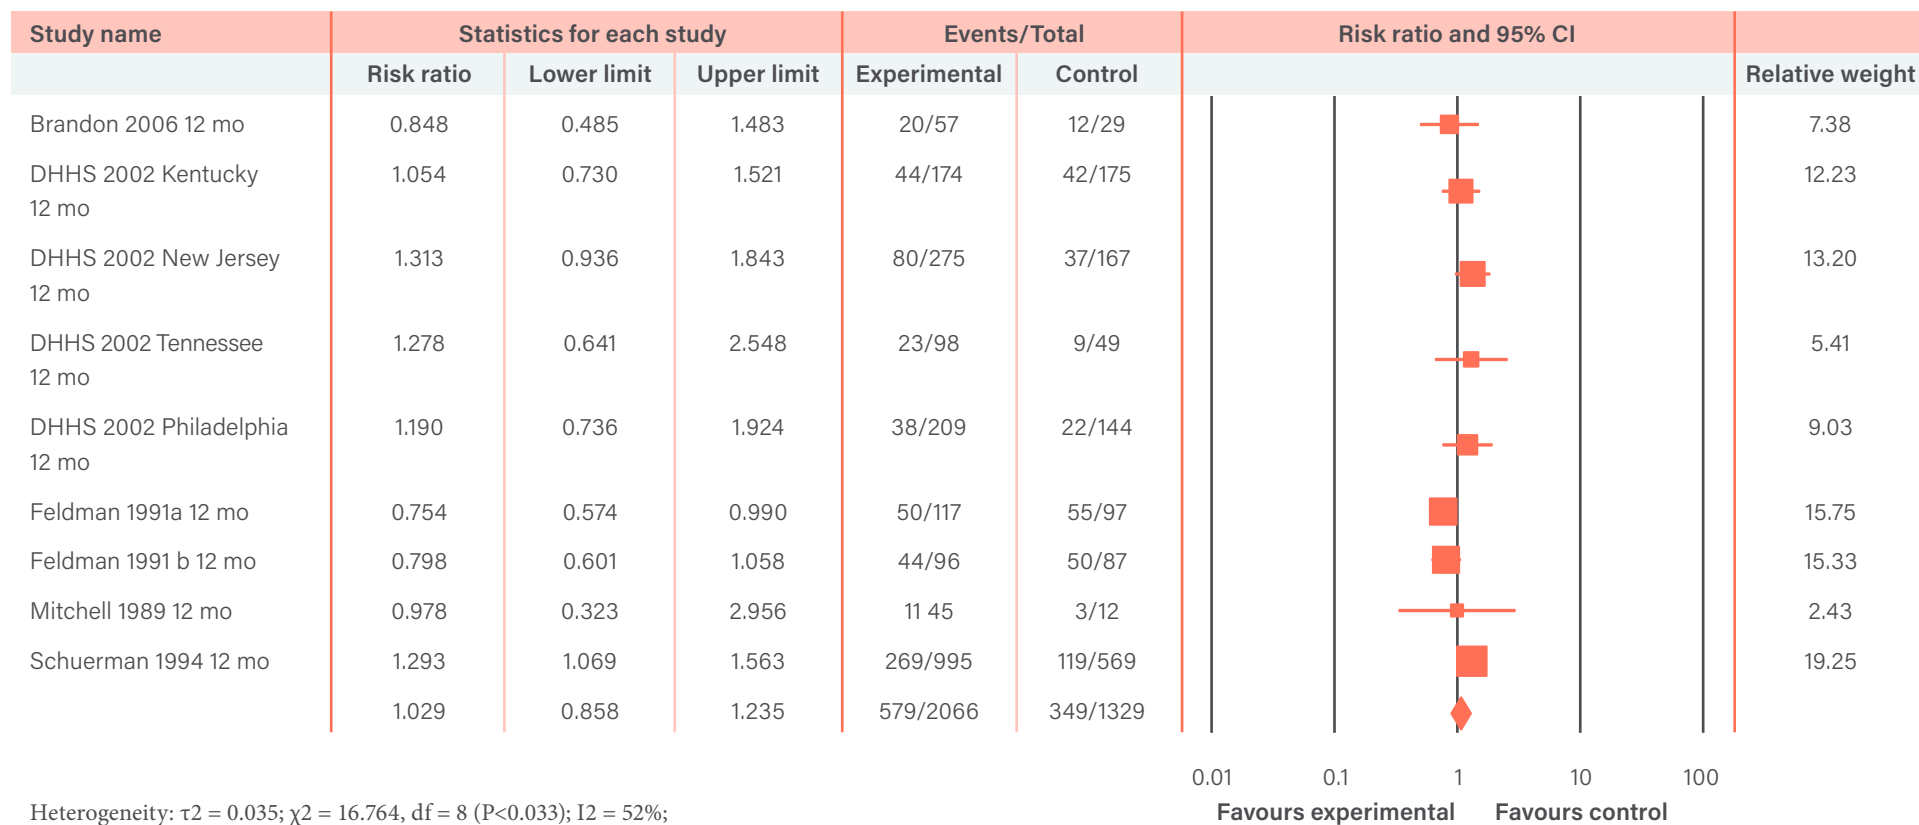 Study name Statistics for each study Events/Total Risk ratio and 95% CI
Risk ratio Lower limit Upper limit Experimental Control Relative weight
Brandon 2006 12 mo 0.848 0.485 1.483 20/57 12/29 7.38
DHHS 2002 Kentucky 1.054 0.730 1.521 44/174 42/175 12.23
12 mo
DHHS 2002 New Jersey 1.313 0.936 1.843 80/275 37/167 13.20
12 mo
DHHS 2002 Tennessee 1.278 0.641 2.548 23/98 9/49 5.41
12 mo
DHHS 2002 Philadelphia 1.190 0.736 1.924 38/209 22/144 9.03
12 mo
Feldman 1991a 12 mo 0.754 0.574 0.990 50/117 55/97 15.75
Feldman 1991 b 12 mo 0.798 0.601 1.058 44/96 50/87 15.33
Mitchell 1989 12 mo 0.978 0.323 2.956 11 45 3/12 2.43
Schuerman 1994 12 mo 1.293 1.069 1.563 269/995 119/569 19.25
1.029 0.858 1.235 579/2066 349/1329
0.01 0.1 1 10 100
Heterogeneity: τ2 = 0.035; χ2 = 16.764, df = 8 (P<0.033); I2 = 52%; Favours experimental Favours control